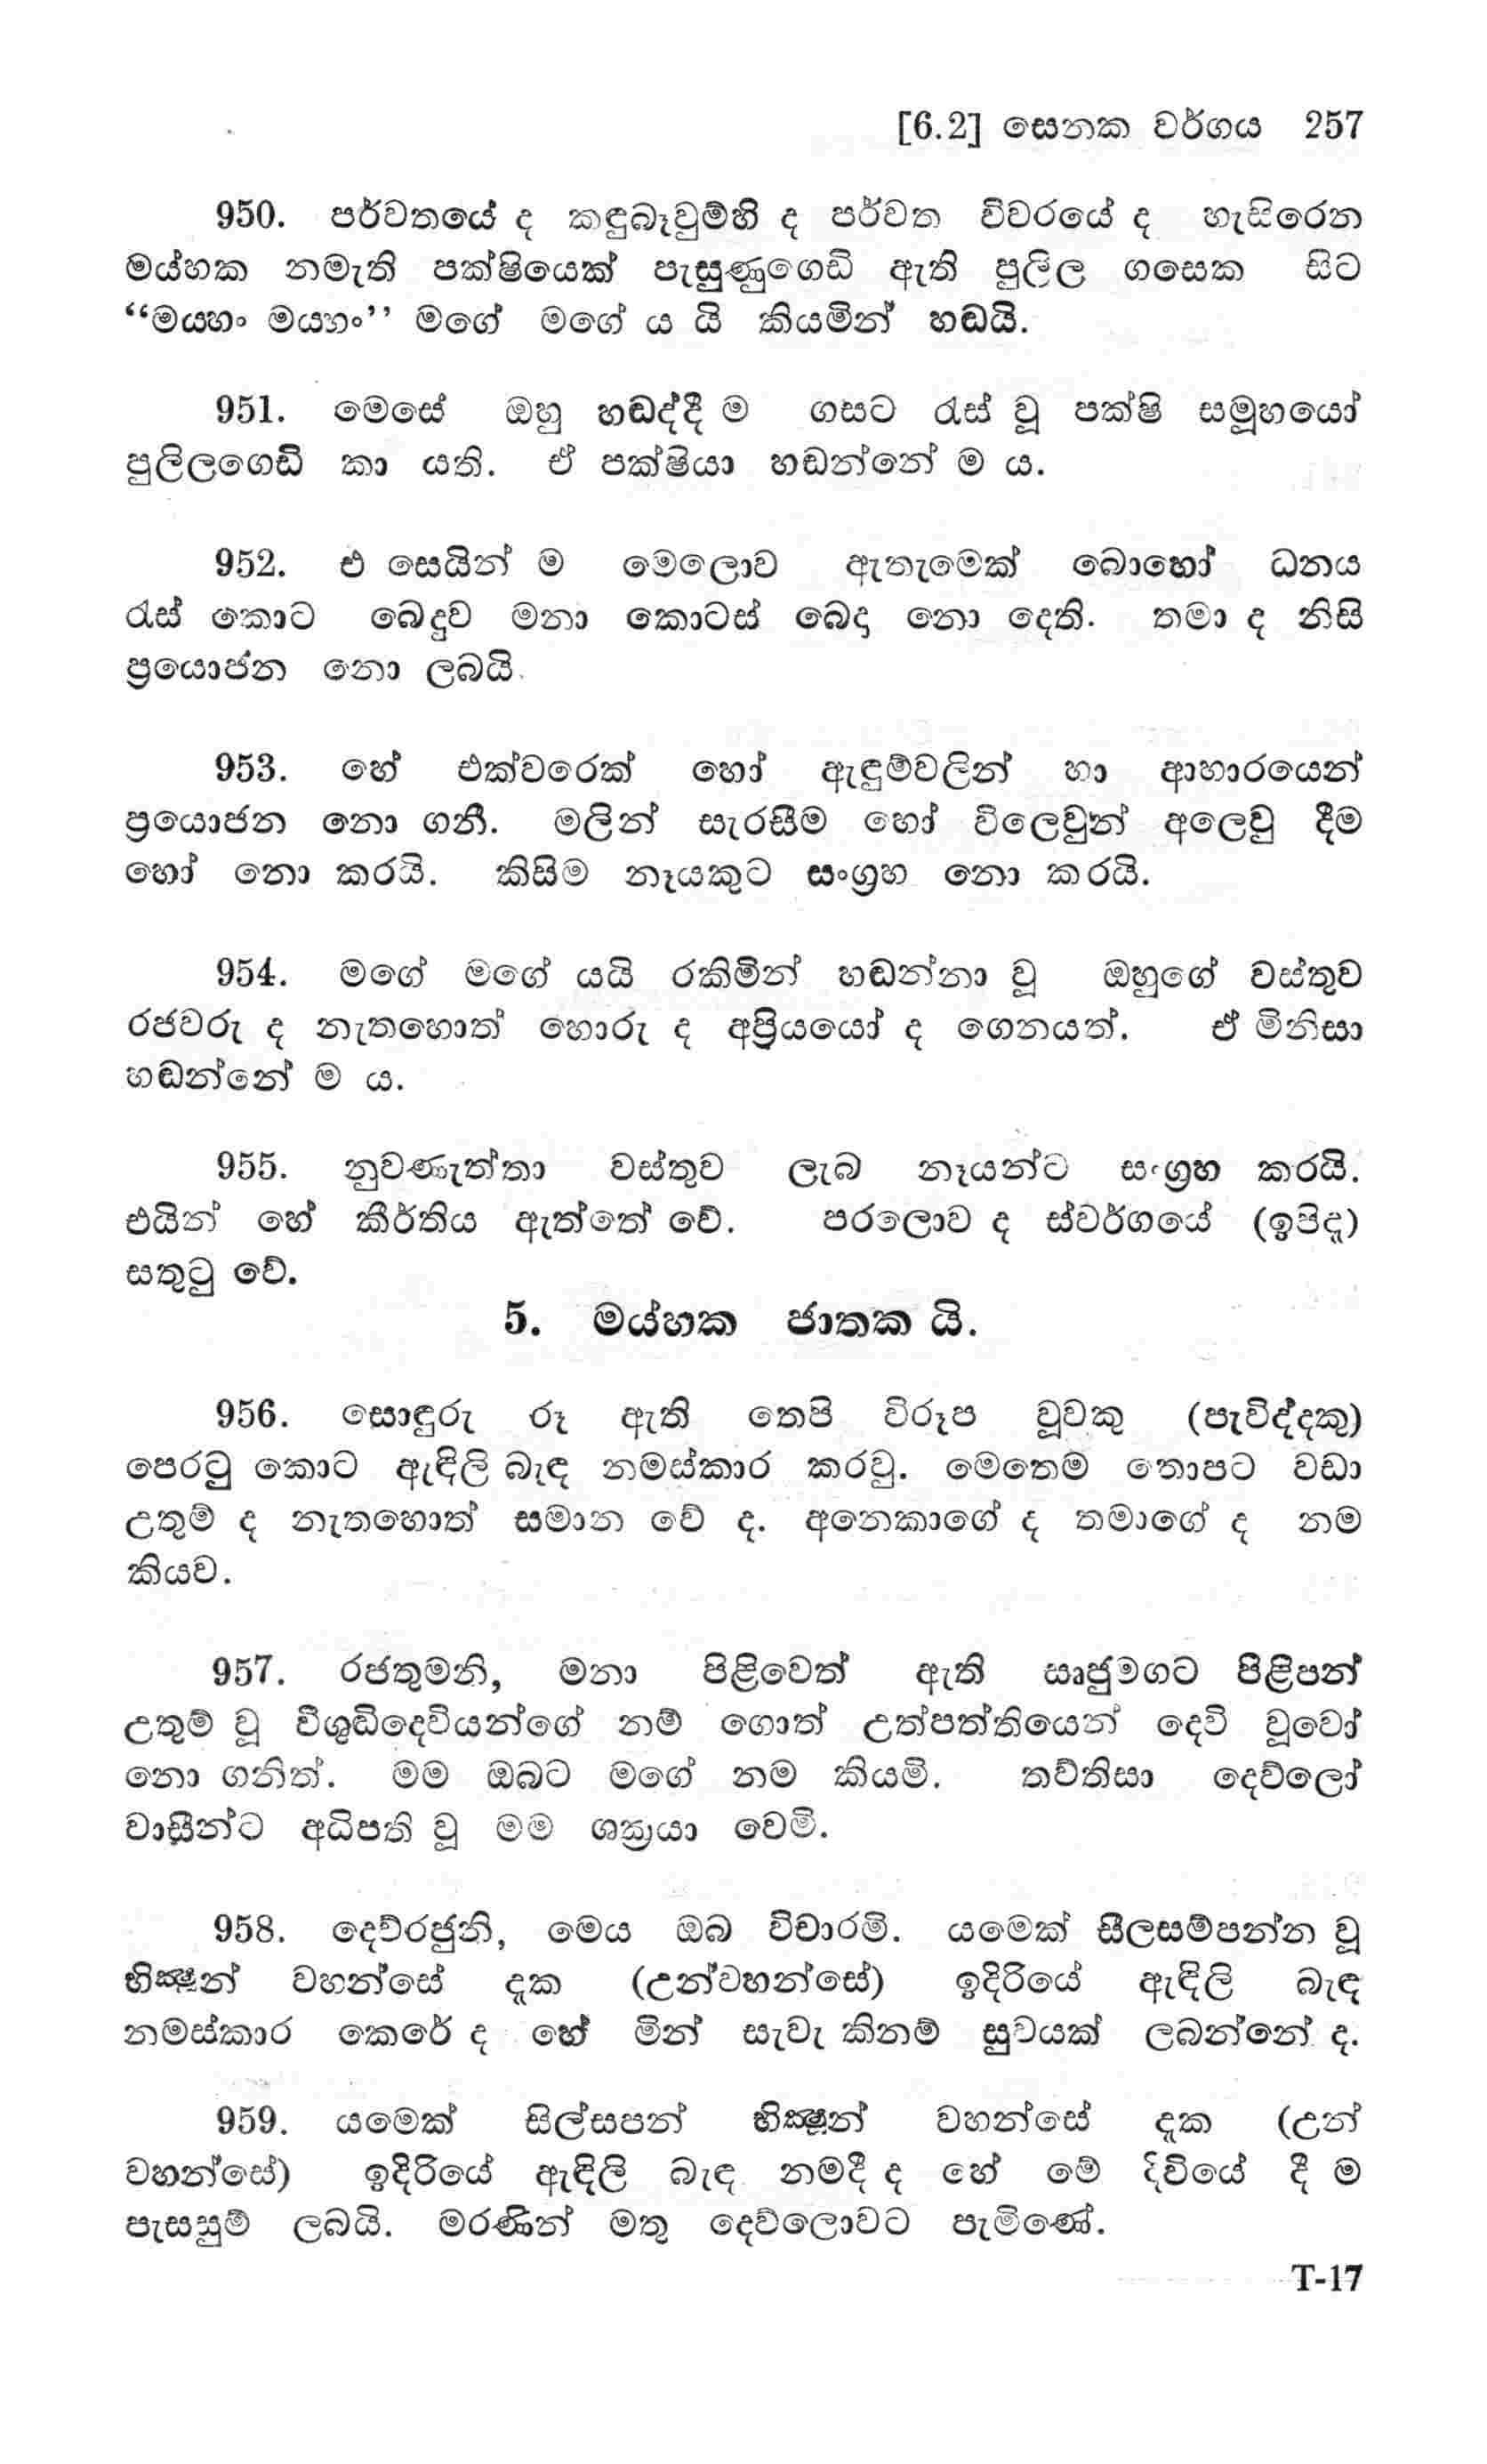 [6.2] සෙනක වර්ගය 257
950. පර්වතයේ ද කඳුබෑවුම්හි ද පර්වත විවරයේ ද හැසිරෙන
මය්හක නමැති පක්ෂියෙක් පැසුණුගෙඩි ඇති පුලිල ගසෙක සිට
“මයහං මයහං” මගේ මගේ ය යි කියමින් හඬයි.
951. මෙසේ ඔහු හඬද්දී ම ගසට රැස් වූ පක්ෂි සමූහයෝ
පුලිලගෙඩි කා යති. ඒ පක්ෂියා හඬන්නේ ම ය.
952. එ සෙයින් ම මෙලොව ඇතැමෙක් බොහෝ ධනය
රැස් කොට බෙදුව මනා කොටස් බෙදා නො දෙති. තමා ද නිසි
ප්‍රයොජන නො ලබයි.
953. හේ එක්වරෙක් හෝ ඇඳුම්වලින් හා ආහාරයෙන්
ප්‍රයොජන නො ගනී. මලින් සැරසීම හෝ විලෙවුන් අලෙවු දීම
හෝ නො කරයි. කිසිම නෑයකුට සංග්‍රහ නො කරයි.
954. මගේ මගේ යයි රකිමින් හඬන්නා වූ ඔහුගේ වස්තුව
රජවරු ද නැතහොත් හොරු ද අප්‍රියයෝ ද ගෙනයත්. ඒ මිනිසා
හඬන්නේ ම ය.
955. නුවණැත්තා වස්තුව ලැබ නෑයන්ට සංග්‍රහ කරයි.
එයින් හේ කීර්තිය ඇත්තේ වේ. පරලොව ද ස්වර්ගයේ (ඉපිද)
සතුටු වේ.
5. මය්හක ජාතක යි.
956. සොඳුරු රූ ඇති තෙපි විරූප වූවකු (පැවිද්දකු)
පෙරටු කොට ඇඳිලි බැඳ නමස්කාර කරවු. මෙතෙම තොපට වඩා
උතුම් ද නැතහොත් සමාන වේ ද. අනෙකාගේ ද තමාගේ ද නම
කියව.
957. රජතුමනි, මනා පිළිවෙත් ඇති සෘජුමගට පිළිපන්
උතුම් වූ විශුද්ධිදෙවියන්ගේ නම් ගොත් උත්පත්තියෙන් දෙවි වූවෝ
නො ගනිත්. මම ඔබට මගේ නම කියමි. තව්තිසා දෙව්ලෝ
වාසීන්ට අධිපති වූ මම ශක්‍රයා වෙමි.
958. දෙව්රජුනි, මෙය ඔබ විචාරමි. යමෙක් සීලසම්පන්න වූ
භික්‍ෂූන් වහන්සේ දැක (උන්වහන්සේ) ඉදිරියේ ඇඳිලි බැඳ
නමස්කාර කෙරේ ද හේ මින් සැවැ කිනම් සුවයක් ලබන්නේ ද.
959. යමෙක් සිල්සපන් භික්‍ෂූන් වහන්සේ දැක (උන්
වහන්සේ) ඉදිරියේ ඇඳිලි බැඳ නමදී ද හේ මේ දිවියේ දී ම
පැසසුම් ලබයි. මරණින් මතු දෙව්ලොවට පැමිණේ.
T-17